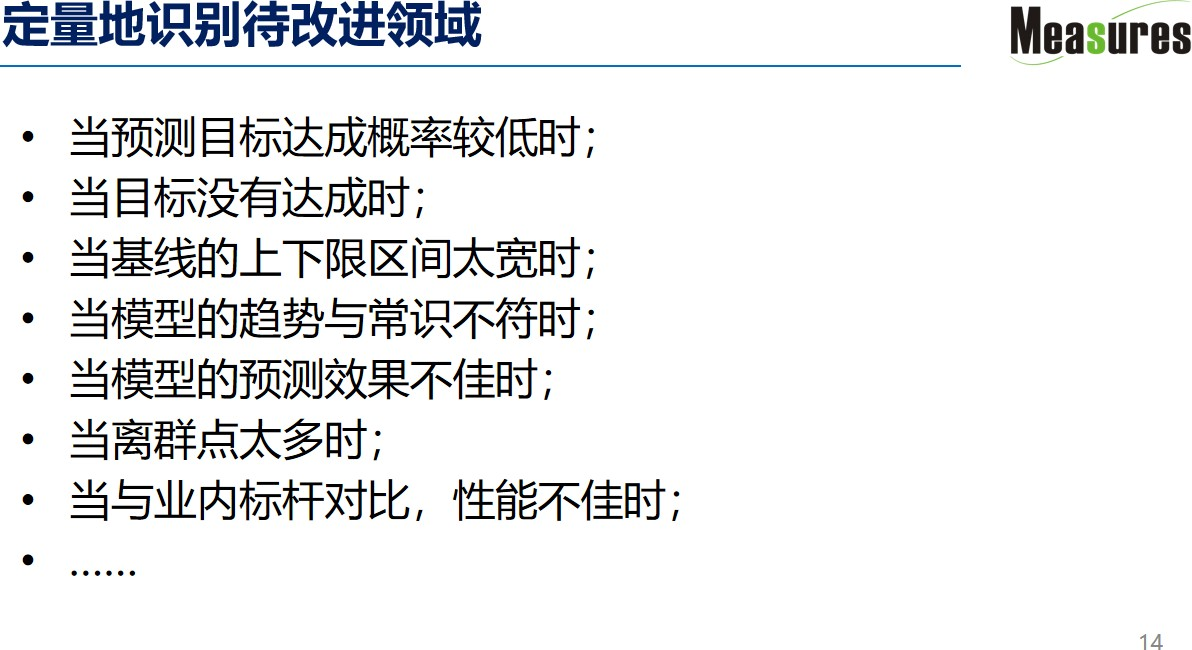 定量地识别待改进领域
Measures
• 当预测目标达成概率较低时；
• 当目标没有达成时；
• 当基线的上下限区间太宽时；
• 当模型的趋势与常识不符时；
• 当模型的预测效果不佳时；
• 当离群点太多时；
• 当与业内标杆对比，性能不佳时；
• ……
14